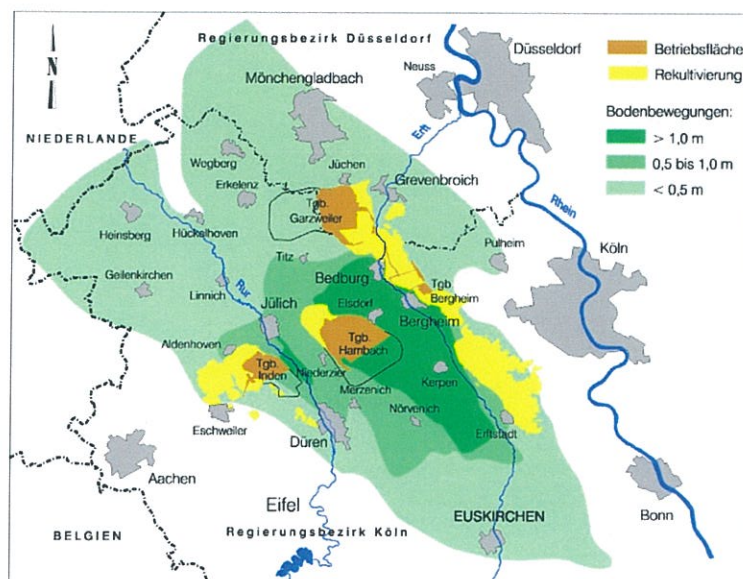 Regierungsbezirk Düsseldorf
Düsseldorf
Neuss
N
Mönchengladbach
Erft
NIEDERLANDE
Wegberg
Jüchen
Erkelenz
Grevenbroich
Tgb.
Garzweiler
Rhein
Heinsberg
Hückelhoven
Pulheim
Köln
Titz
Geilenkirchen
Bedburg
Tgb.
Bergheim
Linnich
Rur
Jülich
Elsdorf
Bergheim
Aldenhoven
Tgb.
Hambach
Tgb.
Inden
Niederzier
Kerpen
Merzenich
Nörvenich
Eschweiler
Düren
Erftstadt
Aachen
Eifel
EUSKIRCHEN
Bonn
BELGIEN
Regierungsbezirk Köln
Betriebsfläche
Rekultivierung
Bodenbewegungen:
> 1,0 m
0,5 bis 1,0 m
< 0,5 m